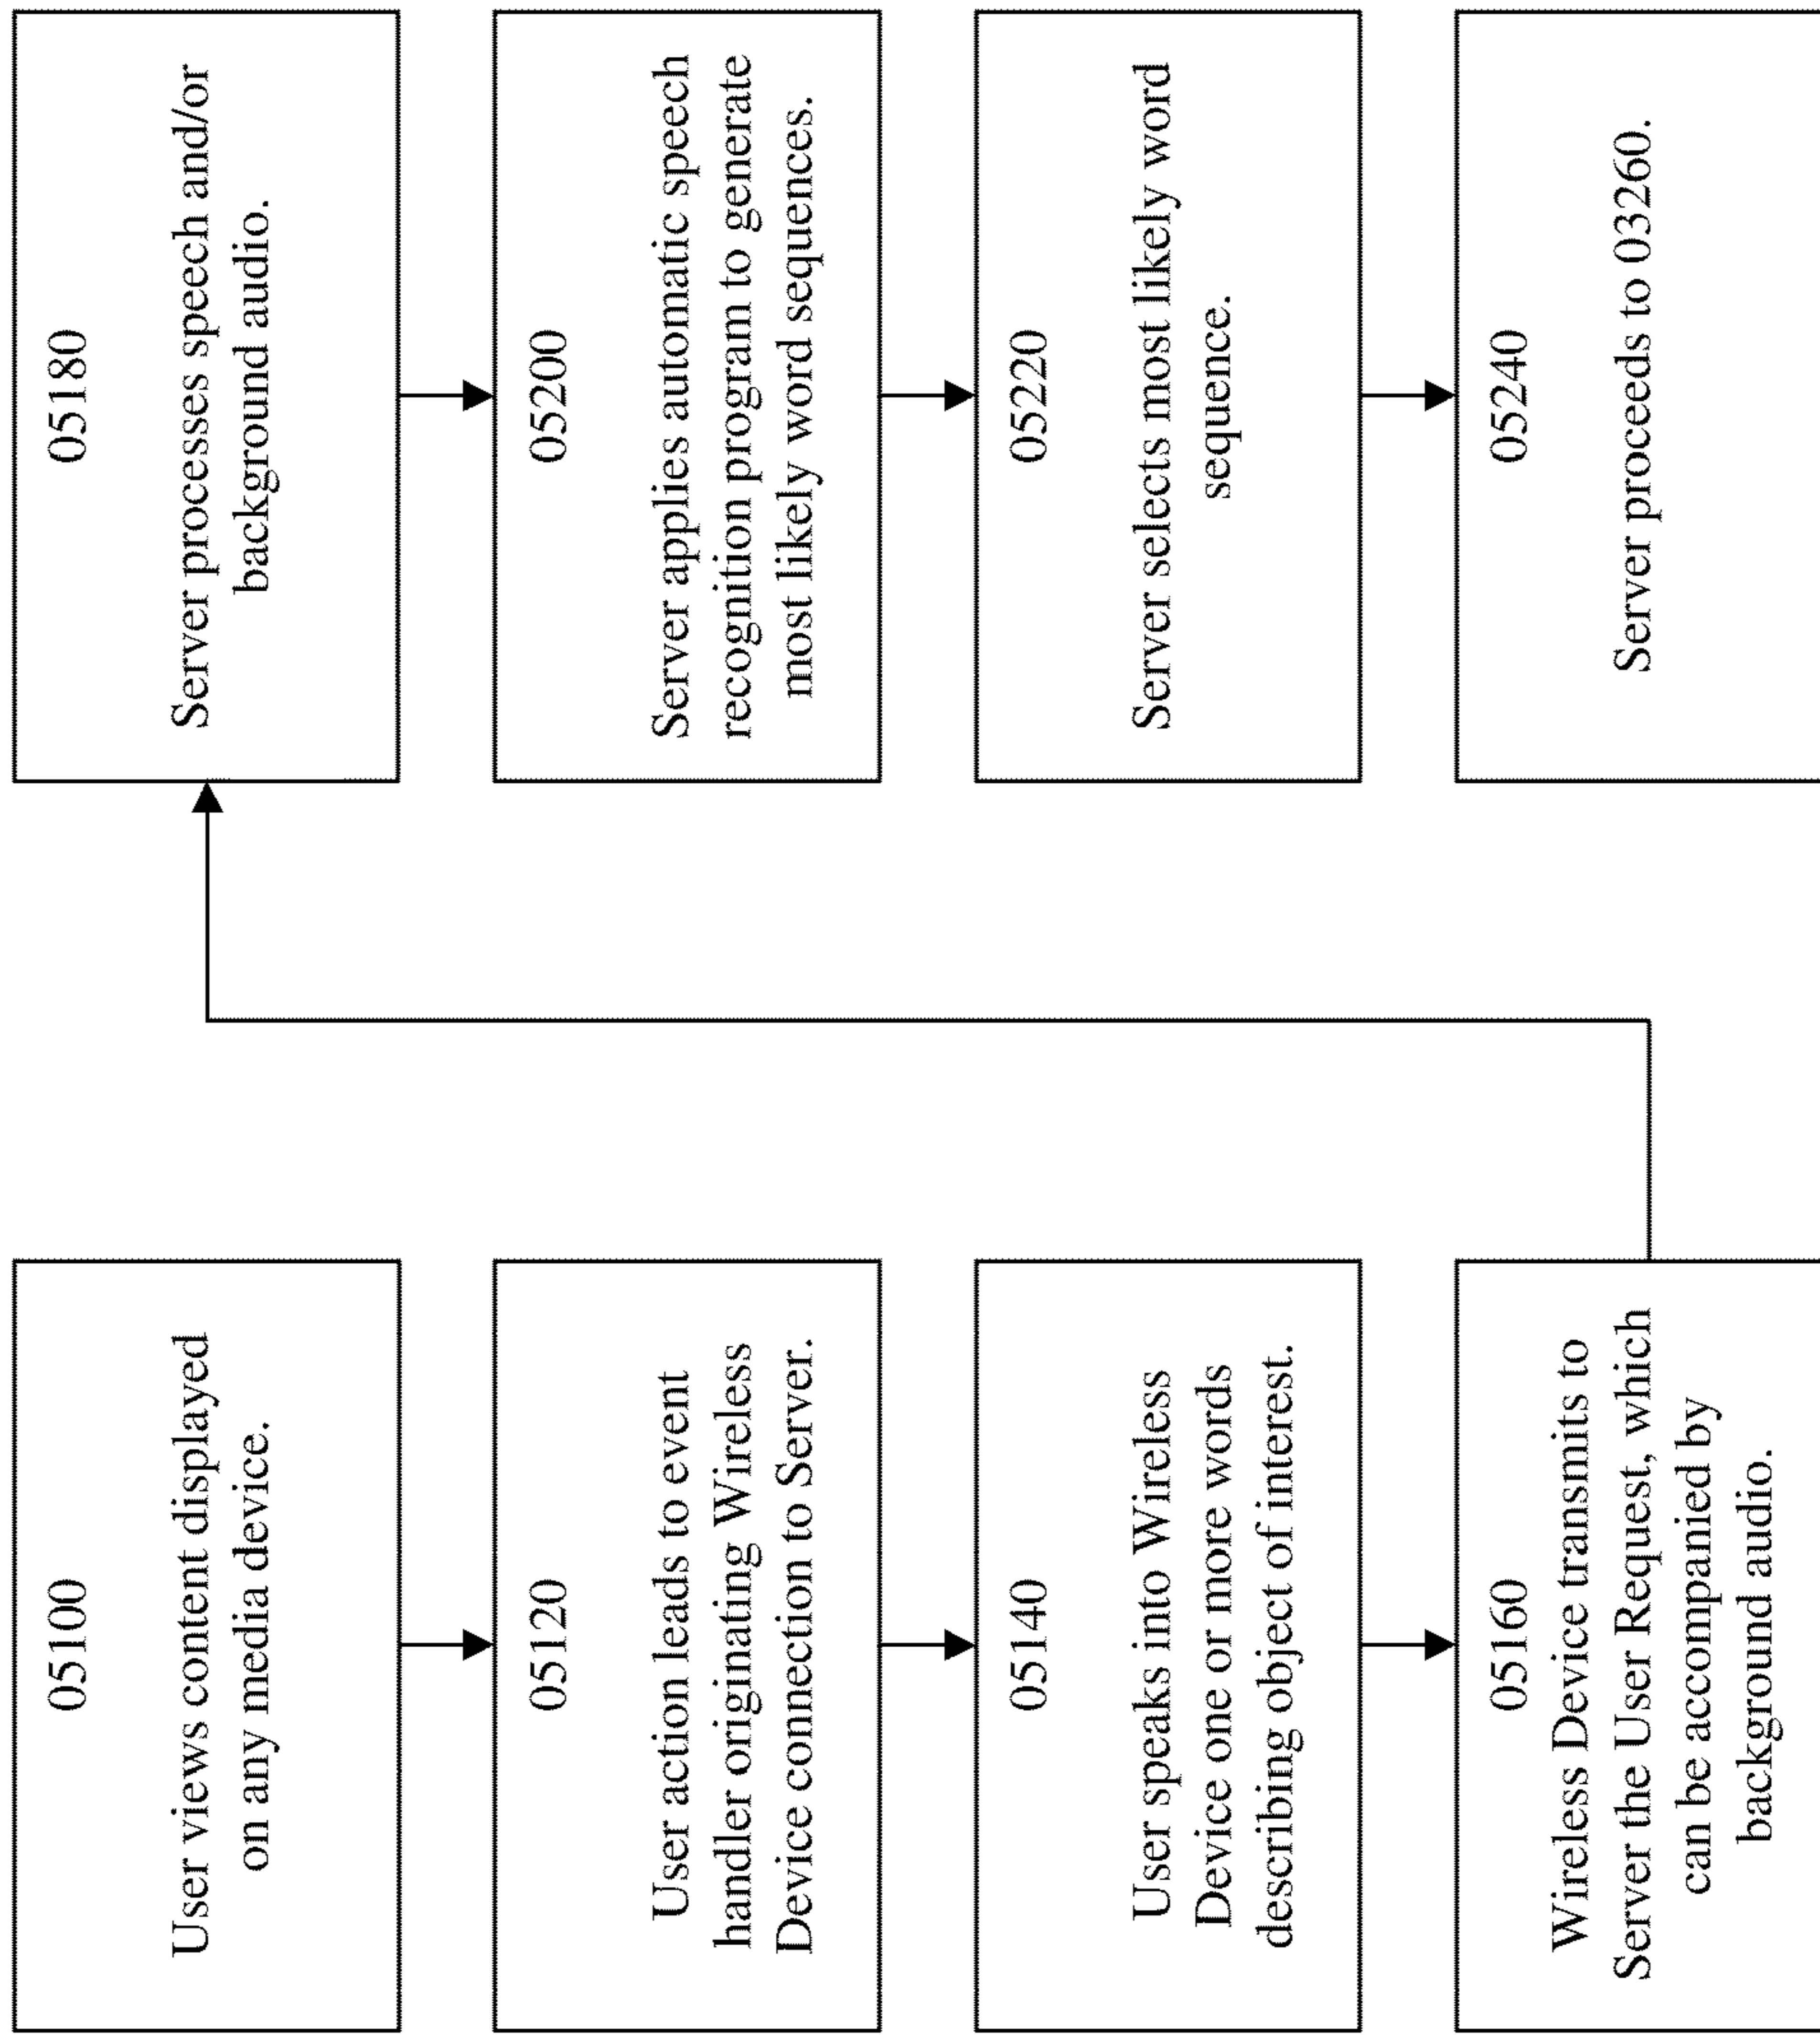 05100
User views content displayed
on any media device.
05120
User action leads to event
handler originating Wireless
Device connection to Server.
05140
User speaks into Wireless
Device one or more words
describing object of interest.
05160
Wireless Device transmits to
Server the User Request, which
can be accompanied by
background audio.
05180
Server processes speech and/or
background audio.
05200
Server applies automatic speech
recognition program to generate
most likely word sequences.
05220
Server selects most likely word
sequence.
05240
Server proceeds to 03260.